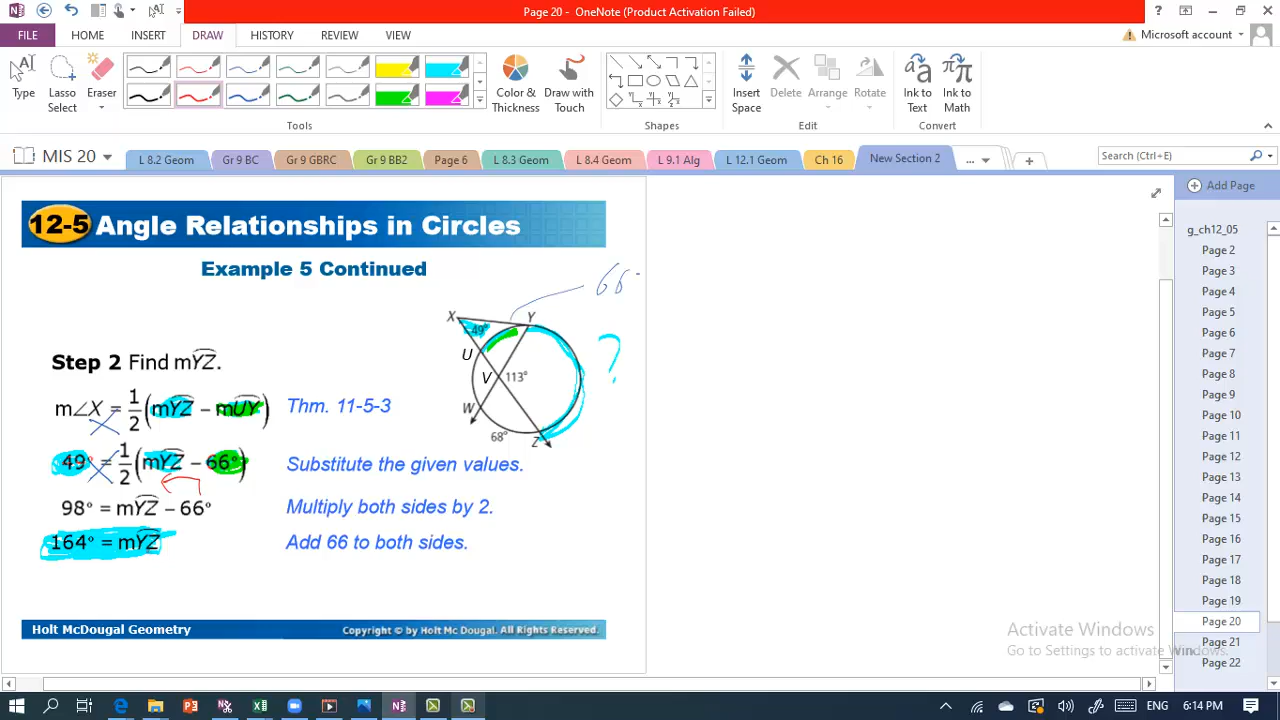 Page 20 - OneNote (Product Activation Failed)
?
FILE HOME INSERT DRAW HISTORY REVIEW VIEW
Microsoft account
Type
Lasso Select
Eraser
Color & Thickness
Draw with Touch
Insert Space
Delete Arrange Rotate
Ink to Text
Ink to Math
Tools Shapes Edit Convert
MIS 20
L 8.2 Geom Gr 9 BC Gr 9 GBRC Gr 9 BB2 Page 6 L 8.3 Geom L 8.4 Geom L 9.1 Alg L 12.1 Geom Ch 16 New Section 2 ...
Search (Ctrl+E)
Add Page
g_ch12_05
Page 2
Page 3
Page 4
Page 5
Page 6
Page 7
Page 8
Page 9
Page 10
Page 11
Page 12
Page 13
Page 14
Page 15
Page 16
Page 17
Page 18
Page 19
Page 20
Page 21
Page 22
12-5 Angle Relationships in Circles
Example 5 Continued
66
X 49° Y
U
V 113°
W
68° Z
?
Step 2 Find mYZ.
m∠X = 1/2(mYZ − mUY) Thm. 11-5-3
49° = 1/2(mYZ − 66°) Substitute the given values.
98° = mYZ − 66° Multiply both sides by 2.
164° = mYZ Add 66 to both sides.
Holt McDougal Geometry
Copyright © by Holt Mc Dougal. All Rights Reserved.
Activate Windows
Go to Settings to activate Windows.
ENG 6:14 PM